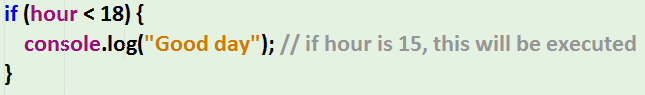 if (hour < 18) {
    console.log("Good day"); // if hour is 15, this will be executed
}